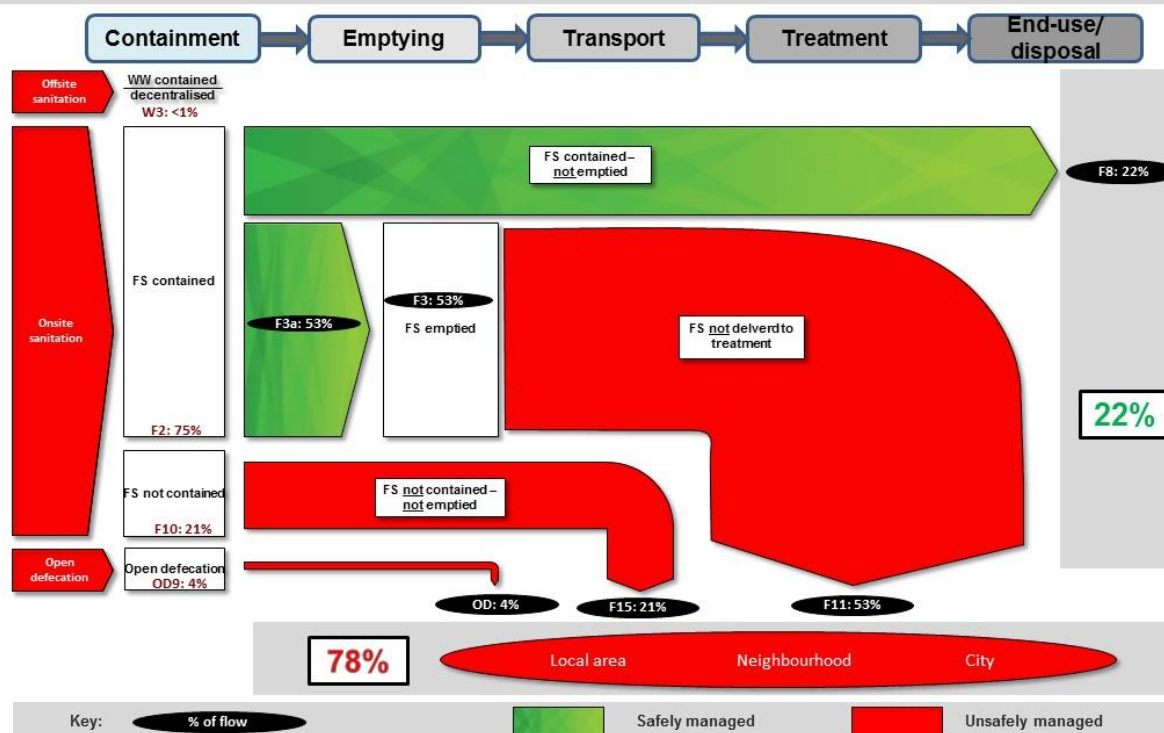 Containment
Emptying
Transport
Treatment
End-use/
disposal
Offsite
sanitation
WW contained
decentralised
W3: <1%
FS contained –
not emptied
F8: 22%
FS contained
F3a: 53%
F3: 53%
FS emptied
FS not delverd to
treatment
Onsite
sanitation
F2: 75%
22%
FS not contained
F10: 21%
FS not contained –
not emptied
Open
defecation
Open defecation
OD9: 4%
OD: 4%
F15: 21%
F11: 53%
78%
Local area
Neighbourhood
City
Key:
% of flow
Safely managed
Unsafely managed